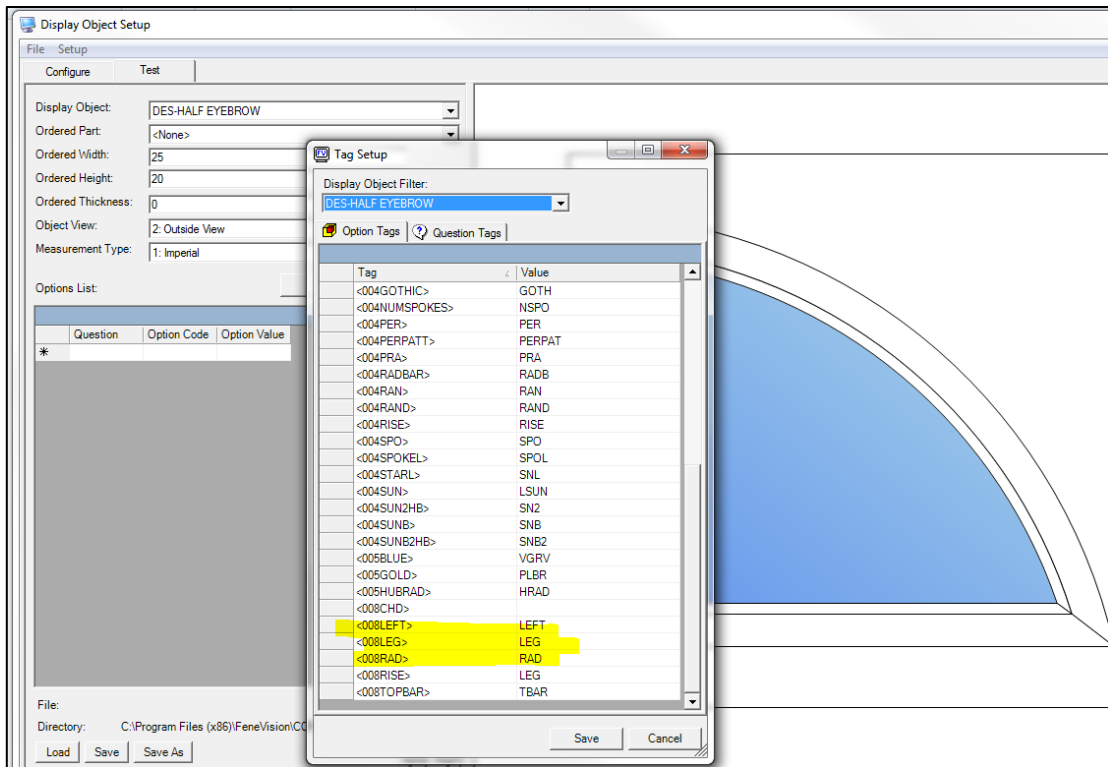 Display Object Setup
File Setup
Configure Test
Display Object: DES-HALF EYEBROW
Ordered Part: <None>
Ordered Width: 25
Ordered Height: 20
Ordered Thickness: 0
Object View: 2: Outside View
Measurement Type: 1: Imperial
Options List:
Question Option Code Option Value
*
File:
Directory: C:\Program Files (x86)\FeneVision\CO
Load Save Save As
Tag Setup
Display Object Filter:
DES-HALF EYEBROW
Option Tags Question Tags
Tag Value
<004GOTHIC> GOTH
<004NUMSPOKES> NSPO
<004PER> PER
<004PERPATT> PERPAT
<004PRA> PRA
<004RADBAR> RADB
<004RAN> RAN
<004RAND> RAND
<004RISE> RISE
<004SPO> SPO
<004SPOKEL> SPOL
<004STARL> SNL
<004SUN> LSUN
<004SUN2HB> SN2
<004SUNB> SNB
<004SUNB2HB> SNB2
<005BLUE> VGRV
<005GOLD> PLBR
<005HUBRAD> HRAD
<008CHD>
<008LEFT> LEFT
<008LEG> LEG
<008RAD> RAD
<008RISE> LEG
<008TOPBAR> TBAR
Save Cancel